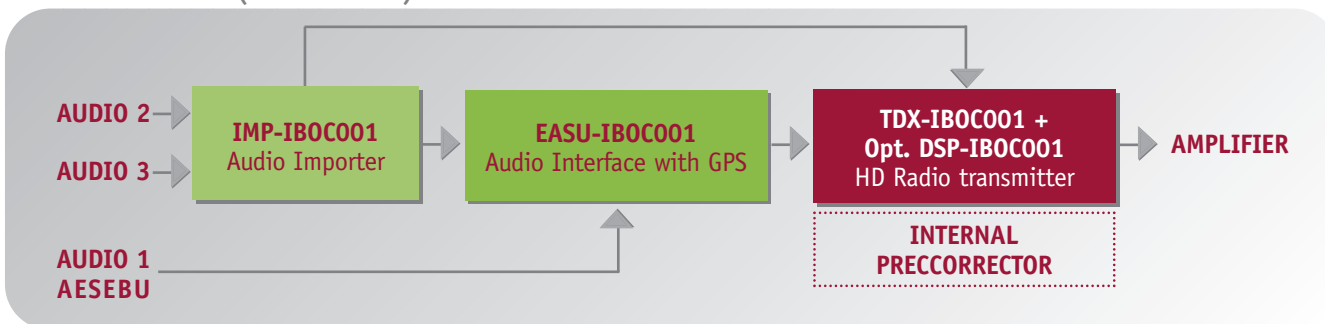 AUDIO 2
AUDIO 3
IMP-IBOC001
Audio Importer
EASU-IBOC001
Audio Interface with GPS
TDX-IBOC001 +
Opt. DSP-IBOC001
HD Radio transmitter
AMPLIFIER
INTERNAL
PRECCORRECTOR
AUDIO 1
AESEBU